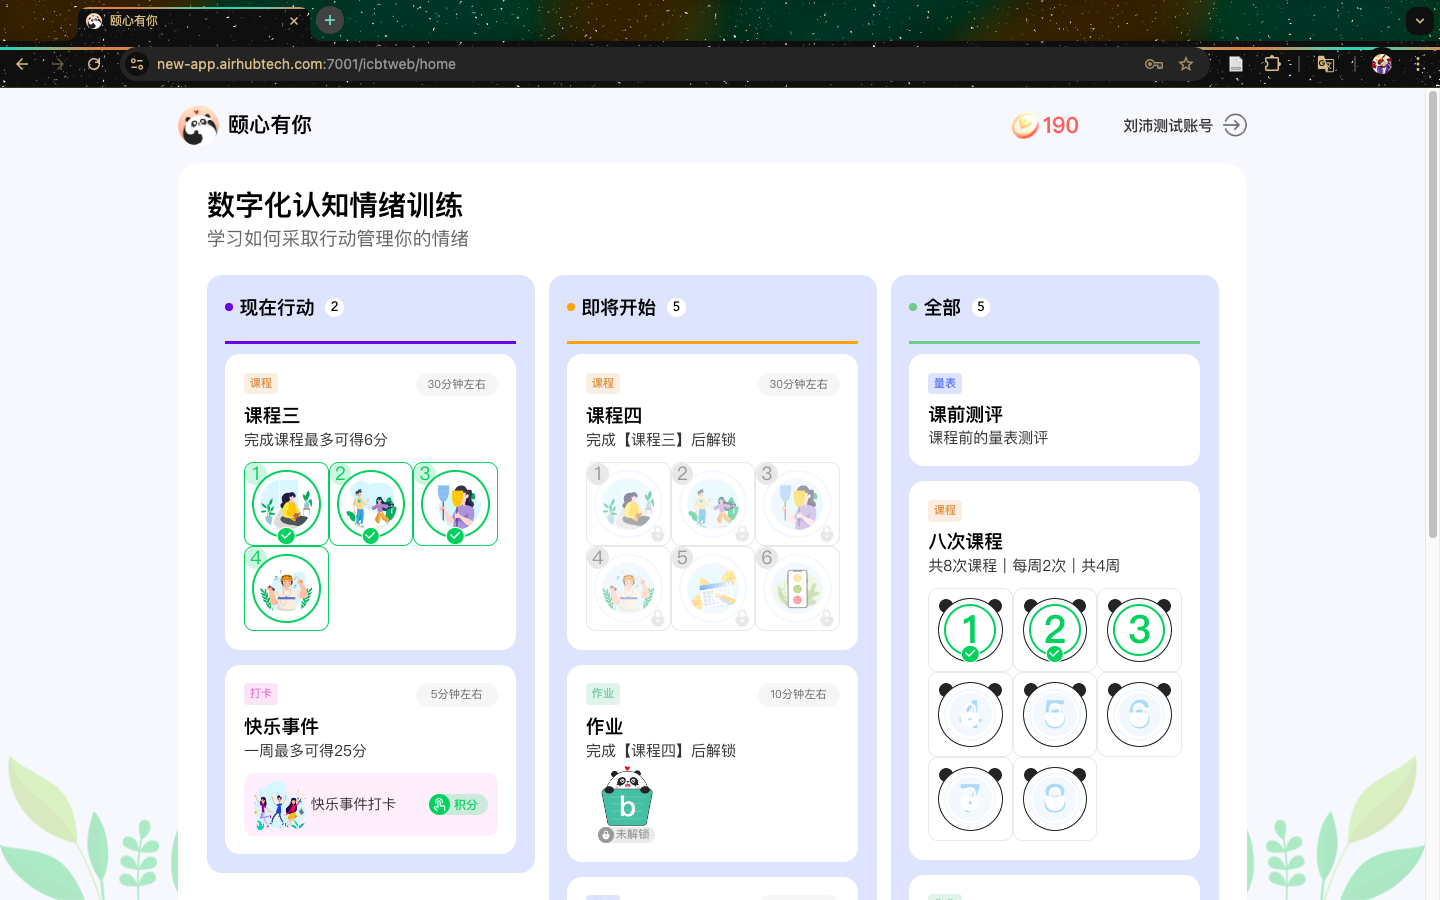 颐心有你
new-app.airhubtech.com:7001/icbtweb/home
颐心有你
190
刘沛测试账号
数字化认知情绪训练
学习如何采取行动管理你的情绪
现在行动 2
课程 30分钟左右
课程三
完成课程最多可得6分
1 2 3
4
打卡 5分钟左右
快乐事件
一周最多可得25分
快乐事件打卡 积分
即将开始 5
课程 30分钟左右
课程四
完成【课程三】后解锁
1 2 3
4 5 6
作业 10分钟左右
作业
完成【课程四】后解锁
b
未解锁
全部 5
量表
课前测评
课程前的量表测评
课程
八次课程
共8次课程｜每周2次｜共4周
1 2 3
4 5 6
7 8